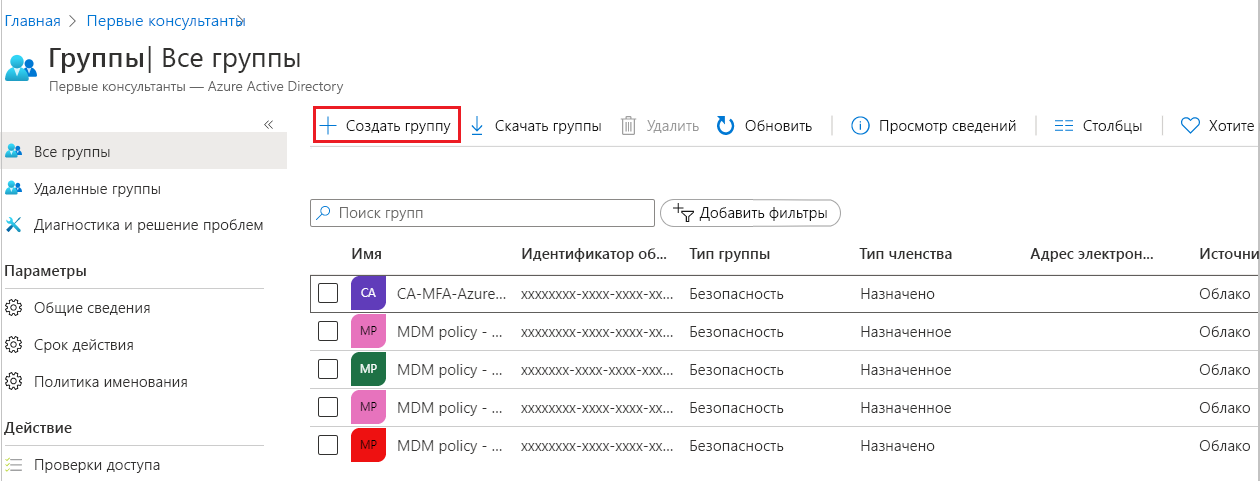 Главная > Первые консультанты >
Группы| Все группы
Первые консультанты — Azure Active Directory
«
Все группы
Удаленные группы
Диагностика и решение проблем
Параметры
Общие сведения
Срок действия
Политика именования
Действие
Проверки доступа
Создать группу Скачать группы Удалить Обновить Просмотр сведений Столбцы Хотите
Поиск групп Добавить фильтры
Имя Идентификатор об... Тип группы Тип членства Адрес электрон... Источни
CA CA-MFA-Azure... xxxxxxxx-xxxx-xxxx-xx... Безопасность Назначено Облако
MP MDM policy - ... xxxxxxxx-xxxx-xxxx-xx... Безопасность Назначенное Облако
MP MDM policy - ... xxxxxxx-xxxx-xxxx-xxx... Безопасность Назначенное Облако
MP MDM policy - ... xxxxxxxx-xxxx-xxxx-xx... Безопасность Назначенное Облако
MP MDM policy - ... xxxxxxxx-xxxx-xxxx-xx... Безопасность Назначено Облако